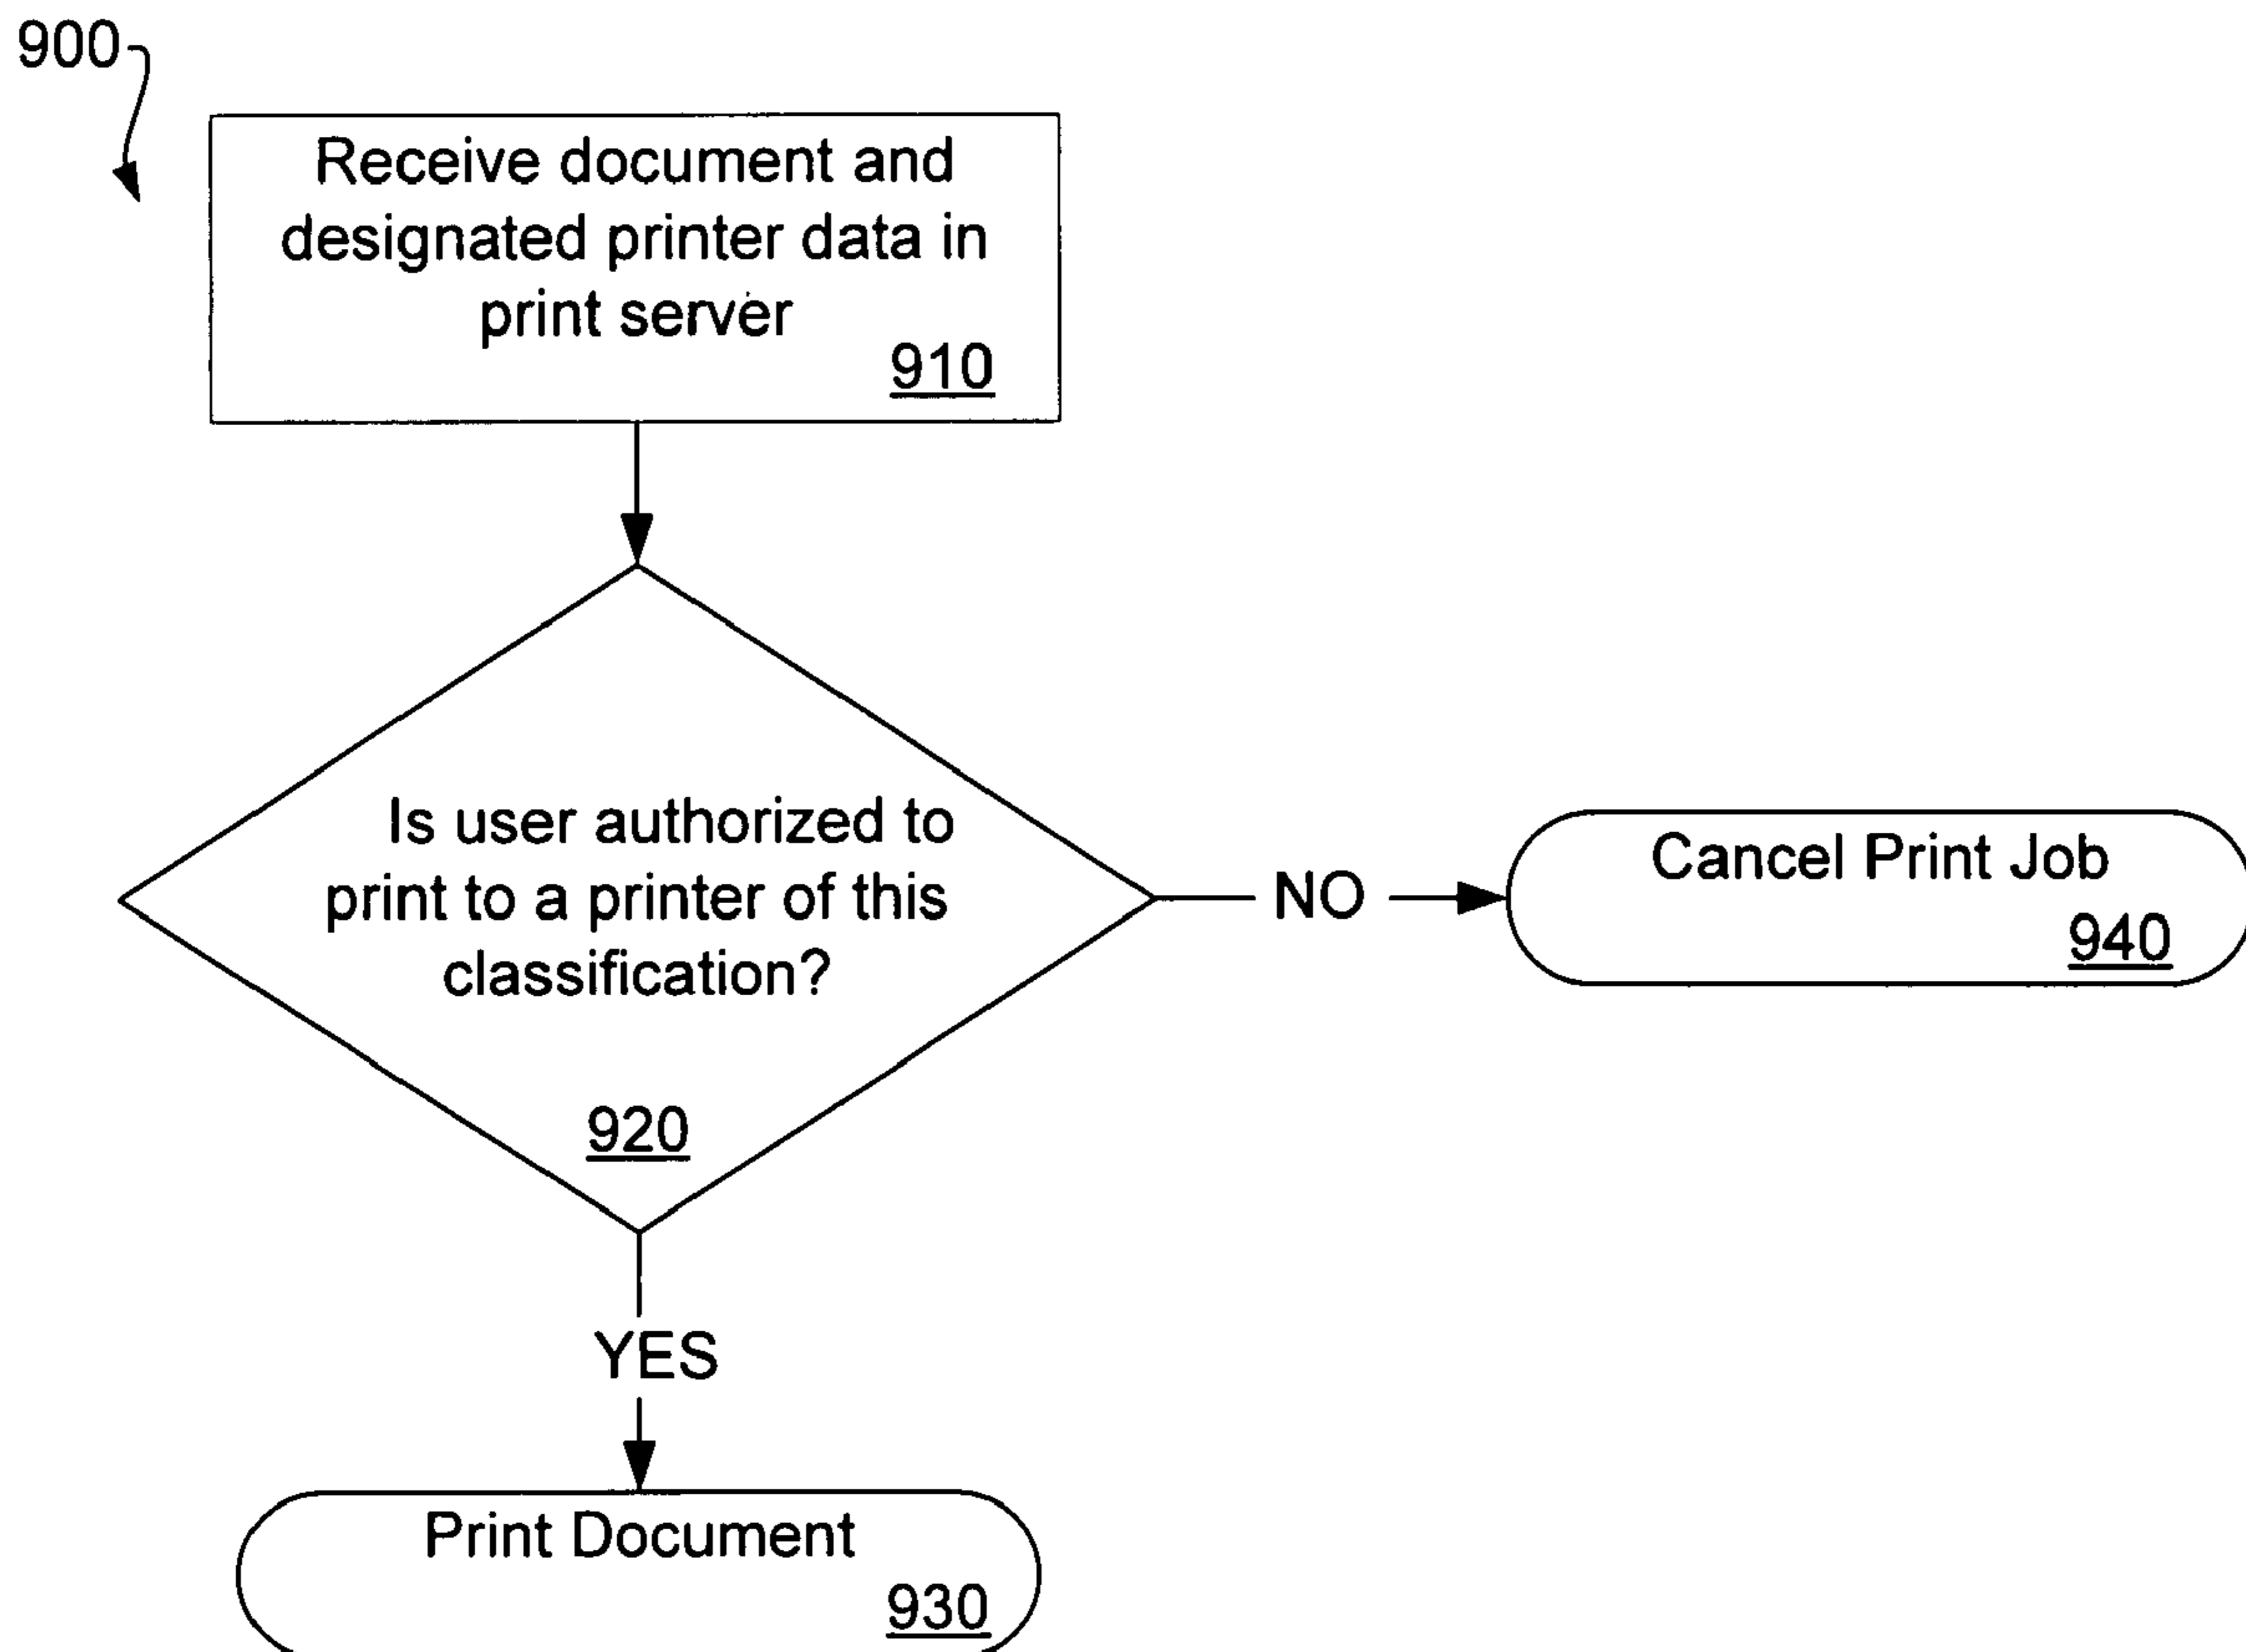 900
Receive document and
designated printer data in
print server
910
Is user authorized to
print to a printer of this
classification?
920
NO
Cancel Print Job
940
YES
Print Document
930